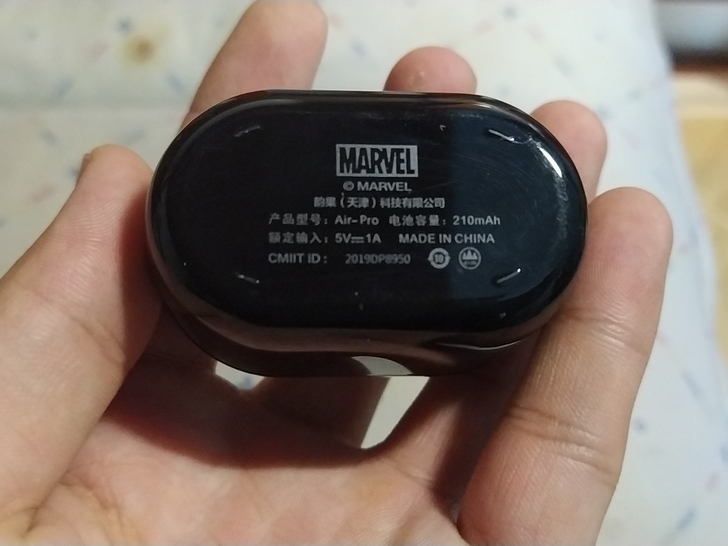 MARVEL
© MARVEL
韵果（天津）科技有限公司
产品型号：Air-Pro 电池容量：210mAh
额定输入：5V⎓1A MADE IN CHINA
CMIIT ID： 2019DP8950 10